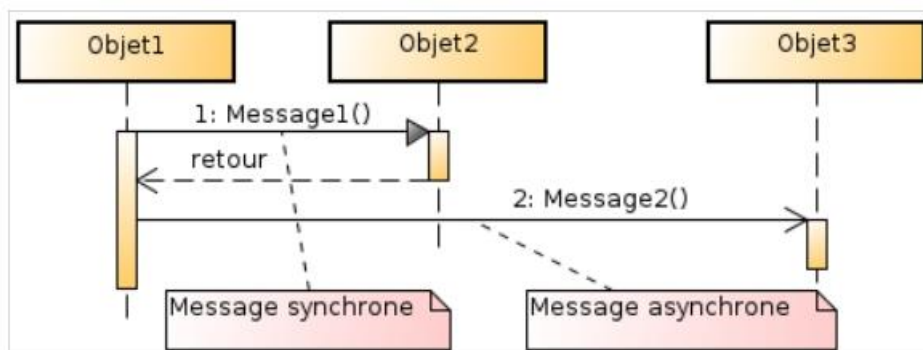 Objet1
Objet2
Objet3
1: Message1()
retour
2: Message2()
Message synchrone
Message asynchrone